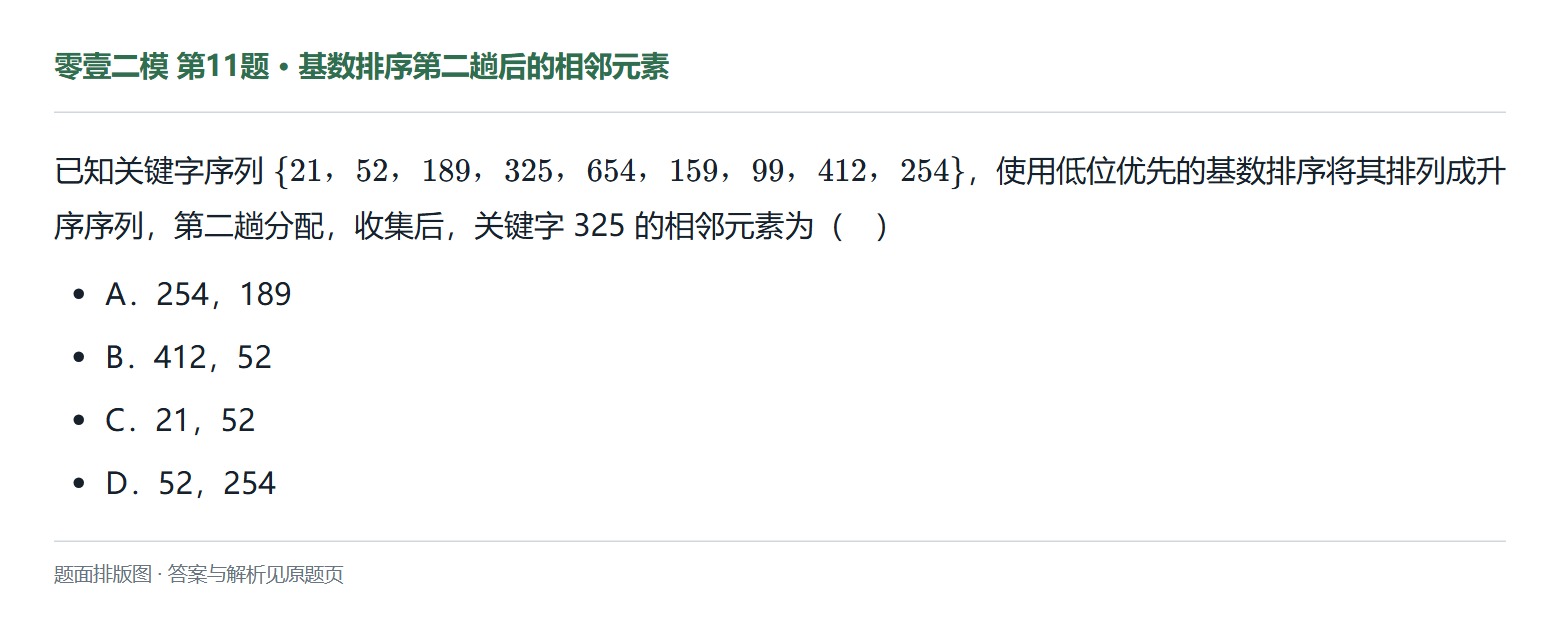 零壹二模 第11题 · 基数排序第二趟后的相邻元素
已知关键字序列 {21，52，189，325，654，159，99，412，254}，使用低位优先的基数排序将其排列成升
序序列，第二趟分配，收集后，关键字 325 的相邻元素为（　）
• A．254，189
• B．412，52
• C．21，52
• D．52，254
题面排版图 · 答案与解析见原题页